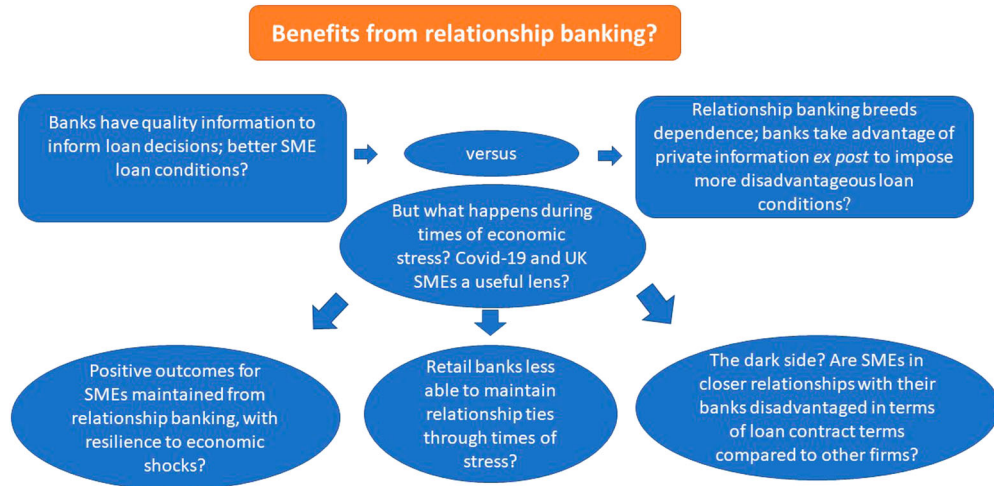 Benefits from relationship banking?
Banks have quality information to
inform loan decisions; better SME
loan conditions?
versus
Relationship banking breeds
dependence; banks take advantage of
private information ex post to impose
more disadvantageous loan
conditions?
But what happens during
times of economic
stress? Covid-19 and UK
SMEs a useful lens?
Positive outcomes for
SMEs maintained from
relationship banking, with
resilience to economic
shocks?
Retail banks less
able to maintain
relationship ties
through times of
stress?
The dark side? Are SMEs in
closer relationships with their
banks disadvantaged in terms
of loan contract terms
compared to other firms?